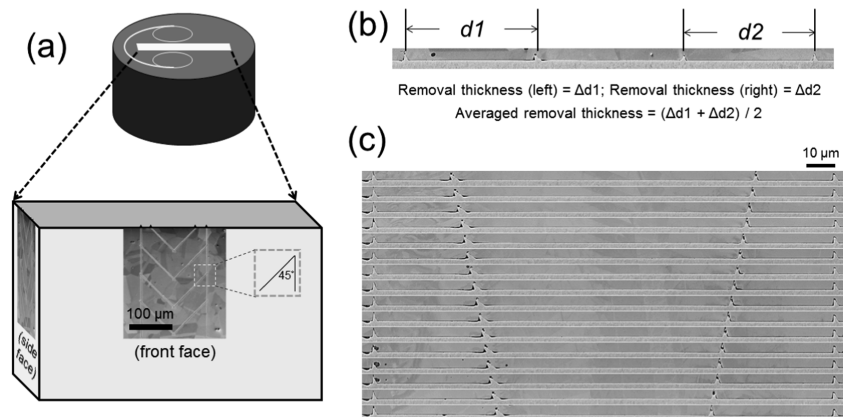 (a)
45°
100 μm
(front face)
(side
face)
(b)
d1
d2
Removal thickness (left) = Δd1; Removal thickness (right) = Δd2
Averaged removal thickness = (Δd1 + Δd2) / 2
(c)
10 μm